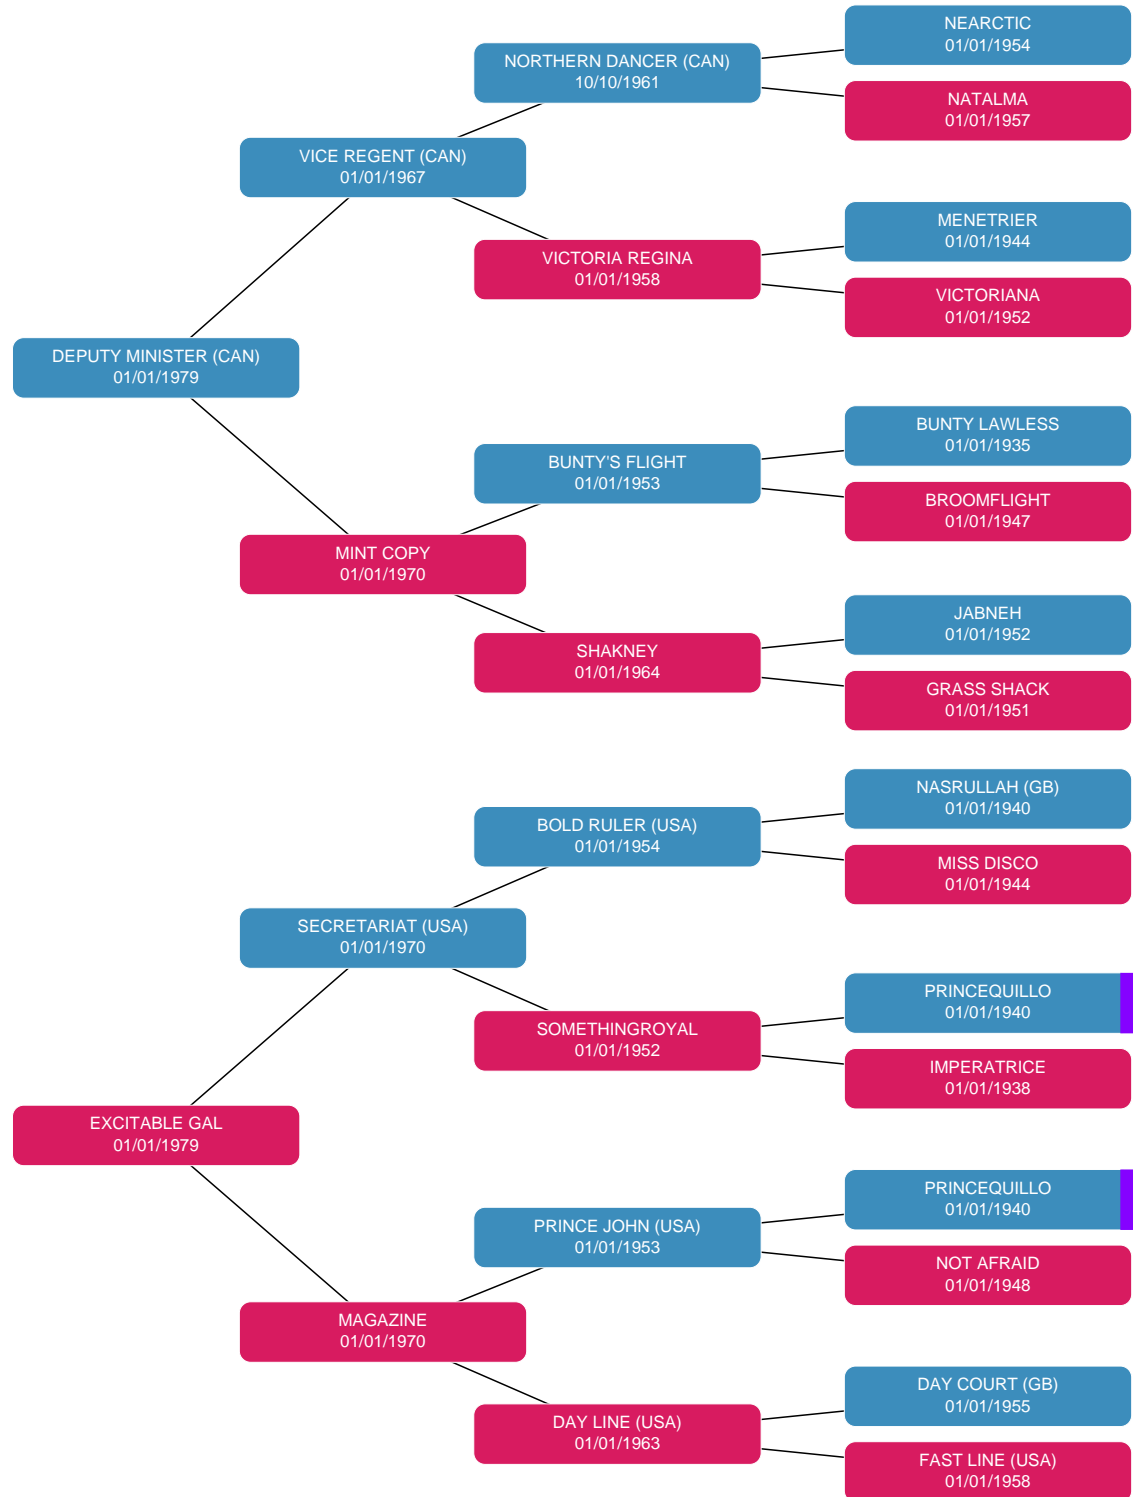 NEARCTIC
01/01/1954
NORTHERN DANCER (CAN)
10/10/1961
NATALMA
01/01/1957
VICE REGENT (CAN)
01/01/1967
MENETRIER
01/01/1944
VICTORIA REGINA
01/01/1958
VICTORIANA
01/01/1952
DEPUTY MINISTER (CAN)
01/01/1979
BUNTY LAWLESS
01/01/1935
BUNTY'S FLIGHT
01/01/1953
BROOMFLIGHT
01/01/1947
MINT COPY
01/01/1970
JABNEH
01/01/1952
SHAKNEY
01/01/1964
GRASS SHACK
01/01/1951
NASRULLAH (GB)
01/01/1940
BOLD RULER (USA)
01/01/1954
MISS DISCO
01/01/1944
SECRETARIAT (USA)
01/01/1970
PRINCEQUILLO
01/01/1940
SOMETHINGROYAL
01/01/1952
IMPERATRICE
01/01/1938
EXCITABLE GAL
01/01/1979
PRINCEQUILLO
01/01/1940
PRINCE JOHN (USA)
01/01/1953
NOT AFRAID
01/01/1948
MAGAZINE
01/01/1970
DAY COURT (GB)
01/01/1955
DAY LINE (USA)
01/01/1963
FAST LINE (USA)
01/01/1958